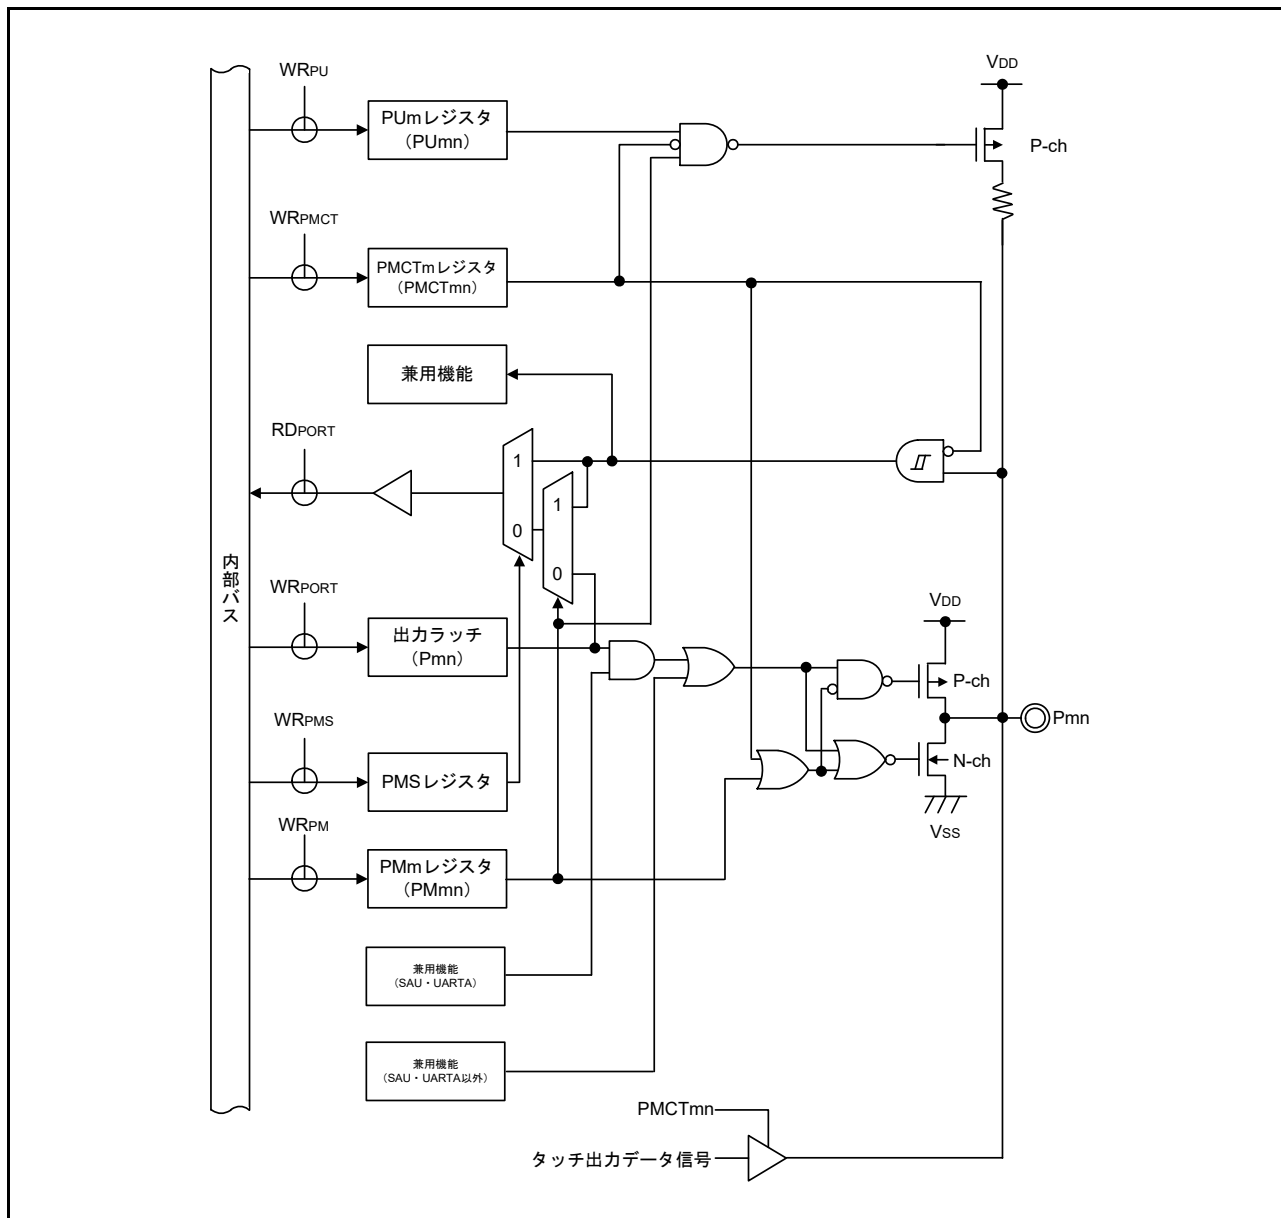 WRPU
PUmレジスタ
(PUmn)
VDD
P-ch
WRPMCT
PMCTmレジスタ
(PMCTmn)
兼用機能
RDPORT
1
0
1
0
内部バス
WRPORT
出力ラッチ
(Pmn)
VDD
P-ch
Pmn
N-ch
VSS
WRPMS
PMSレジスタ
WRPM
PMmレジスタ
(PMmn)
兼用機能
(SAU・UARTA)
兼用機能
(SAU・UARTA以外)
PMCTmn
タッチ出力データ信号